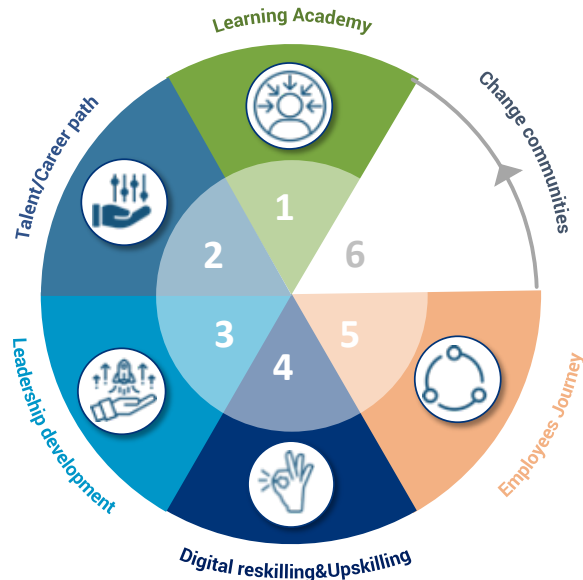 Learning Academy
Talent/Career path
Change communities
1
2
6
3
5
4
Leadership development
Employees Journey
Digital reskilling&Upskilling